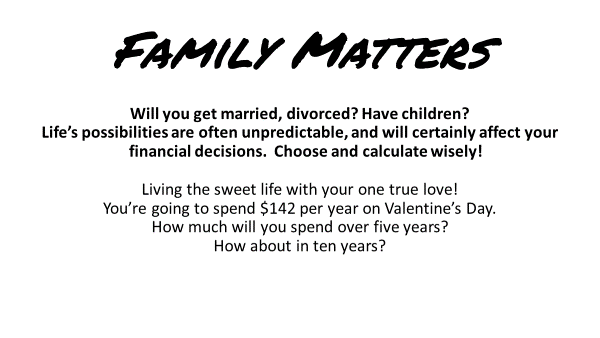 Family Matters
Will you get married, divorced? Have children?
Life’s possibilities are often unpredictable, and will certainly affect your
financial decisions.  Choose and calculate wisely!
Living the sweet life with your one true love!
You’re going to spend $142 per year on Valentine’s Day.
How much will you spend over five years?
How about in ten years?